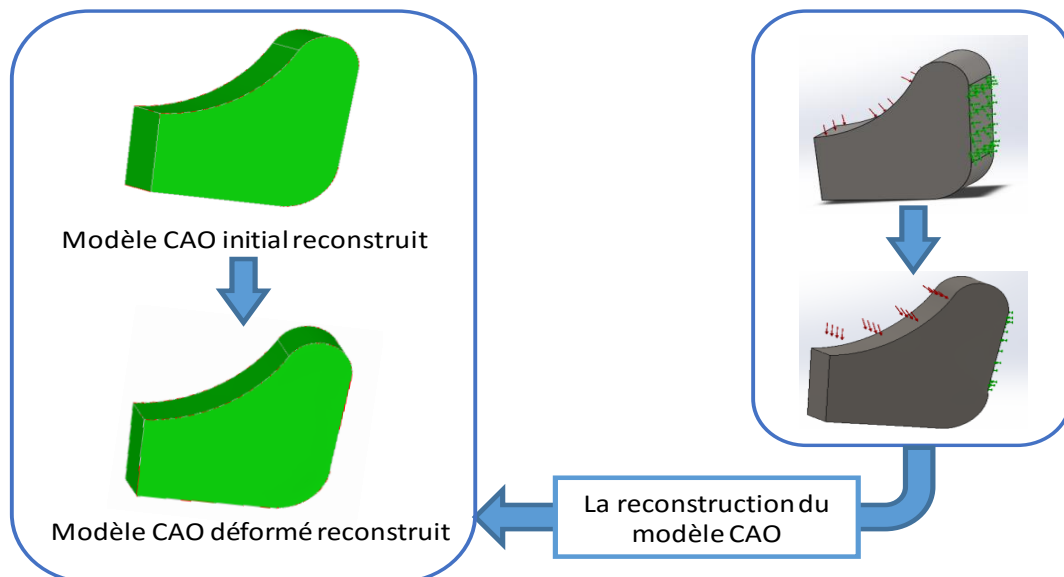 Modèle CAO initial reconstruit
Modèle CAO déformé reconstruit
La reconstruction du
modèle CAO